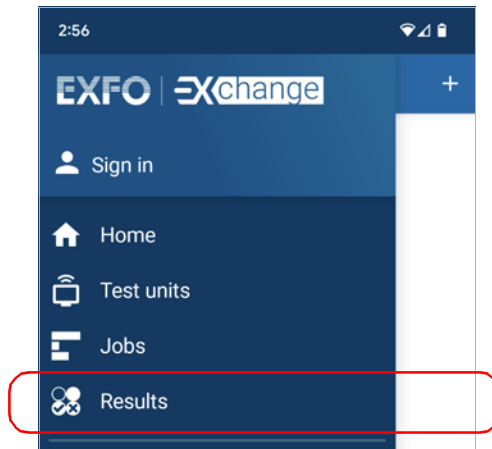 2:56
EXFO | EXchange
+
Sign in
Home
Test units
Jobs
Results